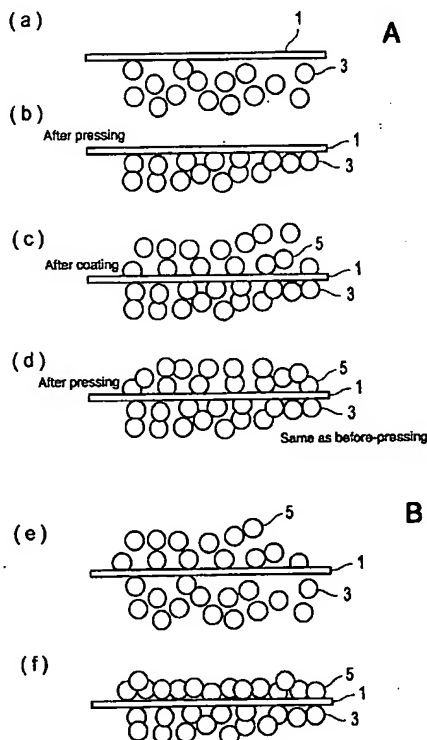 (a)
1
A
3
(b)
After pressing
1
3
(c)
5
After coating
1
3
(d)
5
After pressing
1
3
Same as before-pressing
5
B
(e)
1
3
(f)
5
1
3